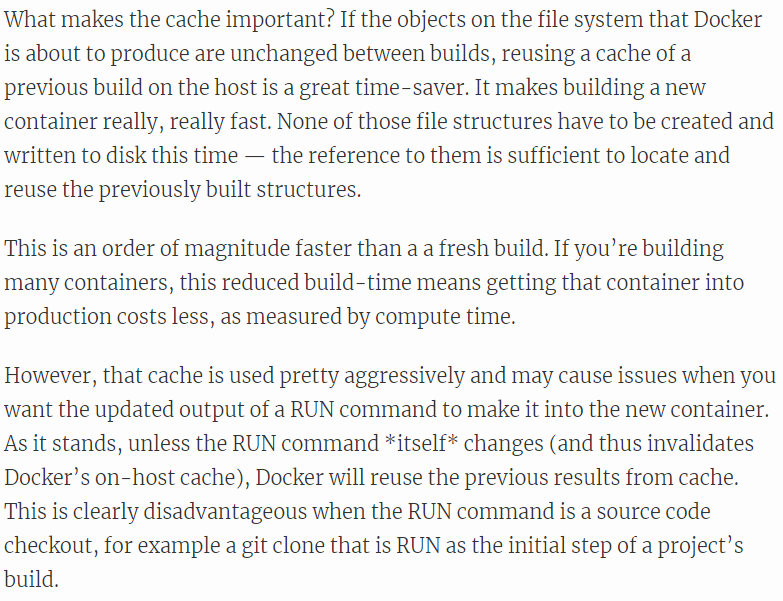 What makes the cache important? If the objects on the file system that Docker
is about to produce are unchanged between builds, reusing a cache of a
previous build on the host is a great time-saver. It makes building a new
container really, really fast. None of those file structures have to be created and
written to disk this time — the reference to them is sufficient to locate and
reuse the previously built structures.
This is an order of magnitude faster than a a fresh build. If you’re building
many containers, this reduced build-time means getting that container into
production costs less, as measured by compute time.
However, that cache is used pretty aggressively and may cause issues when you
want the updated output of a RUN command to make it into the new container.
As it stands, unless the RUN command *itself* changes (and thus invalidates
Docker’s on-host cache), Docker will reuse the previous results from cache.
This is clearly disadvantageous when the RUN command is a source code
checkout, for example a git clone that is RUN as the initial step of a project’s
build.